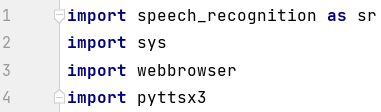 1 import speech_recognition as sr
2 import sys
3 import webbrowser
4 import pyttsx3